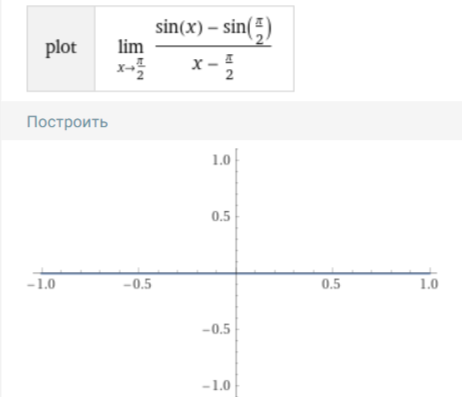 plot lim x→π/2 (sin(x) – sin(π/2)) / (x – π/2)
Построить
1.0
0.5
–1.0 –0.5 0.5 1.0
–0.5
–1.0